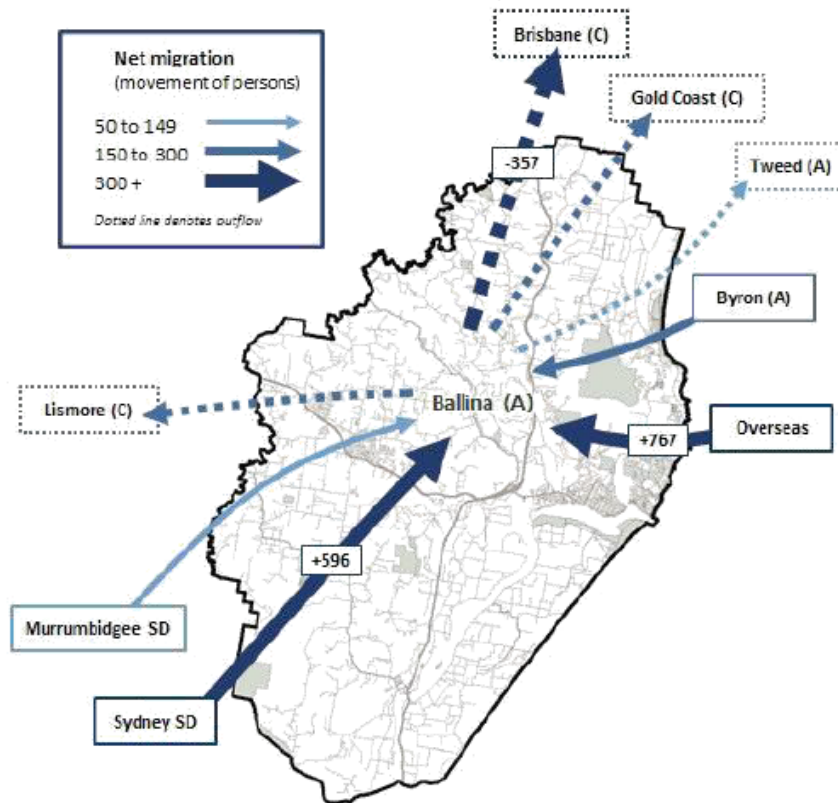 Brisbane (C)
Net migration
(movement of persons)
Gold Coast (C)
50 to 149
150 to 300
300 +
Dotted line denotes outflow
-357
Tweed (A)
Byron (A)
Lismore (C)
Ballina (A)
Overseas
+767
+596
Murrumbidgee SD
Sydney SD